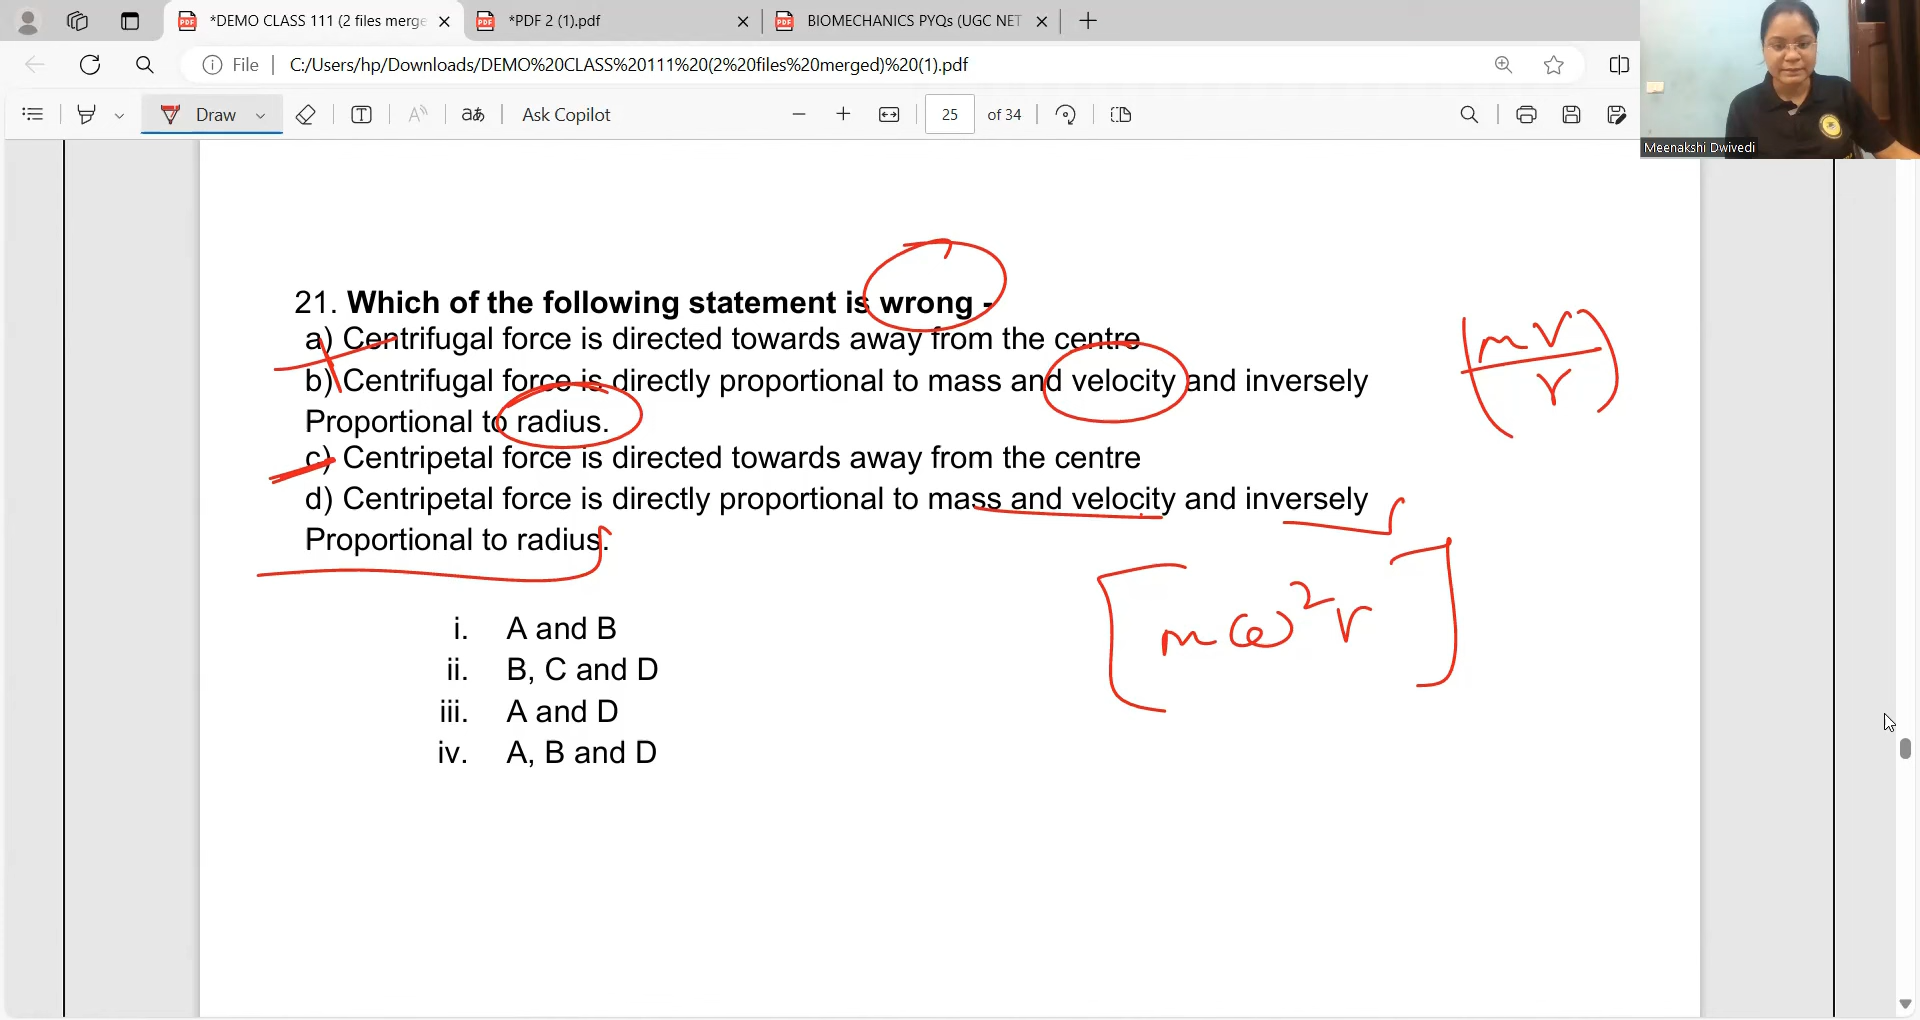 *DEMO CLASS 111 (2 files merge
*PDF 2 (1).pdf
BIOMECHANICS PYQs (UGC NET
File
C:/Users/hp/Downloads/DEMO%20CLASS%20111%20(2%20files%20merged)%20(1).pdf
Draw
Ask Copilot
25 of 34
Meenakshi Dwivedi
21. Which of the following statement is wrong -
a) Centrifugal force is directed towards away from the centre
b) Centrifugal force is directly proportional to mass and velocity and inversely
Proportional to radius.
c) Centripetal force is directed towards away from the centre
d) Centripetal force is directly proportional to mass and velocity and inversely
Proportional to radius.
i. A and B
ii. B, C and D
iii. A and D
iv. A, B and D
mv
r
mω²r